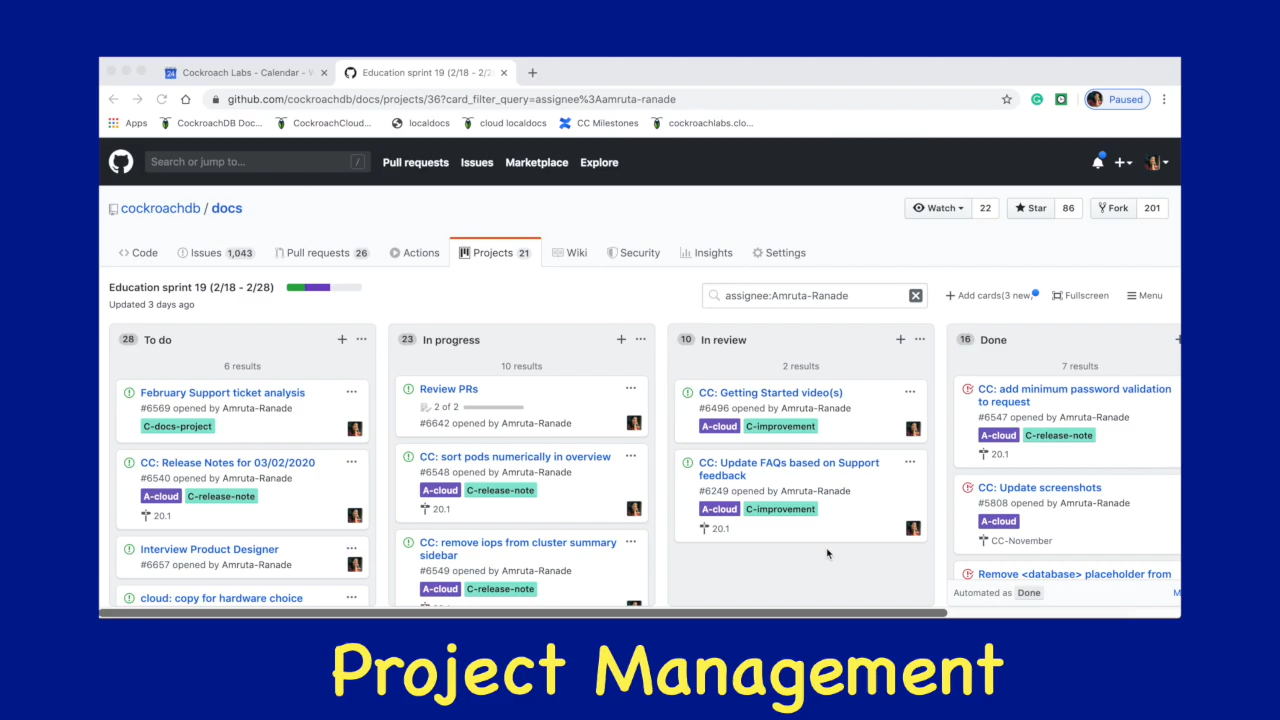 Cockroach Labs - Calendar -
Education sprint 19 (2/18 - 2/2
github.com/cockroachdb/docs/projects/36?card_filter_query=assignee%3Aamruta-ranade
Paused
Apps
CockroachDB Doc...
CockroachCloud...
localdocs
cloud localdocs
CC Milestones
cockroachlabs.clo...
Search or jump to...
/
Pull requests
Issues
Marketplace
Explore
cockroachdb / docs
Watch
22
Star
86
Fork
201
Code
Issues 1,043
Pull requests 26
Actions
Projects 21
Wiki
Security
Insights
Settings
Education sprint 19 (2/18 - 2/28)
Updated 3 days ago
assignee:Amruta-Ranade
Add cards(3 new)
Fullscreen
Menu
28 To do
6 results
February Support ticket analysis
#6569 opened by Amruta-Ranade
C-docs-project
CC: Release Notes for 03/02/2020
#6540 opened by Amruta-Ranade
A-cloud C-release-note
20.1
Interview Product Designer
#6657 opened by Amruta-Ranade
cloud: copy for hardware choice
23 In progress
10 results
Review PRs
2 of 2
#6642 opened by Amruta-Ranade
CC: sort pods numerically in overview
#6548 opened by Amruta-Ranade
A-cloud C-release-note
20.1
CC: remove iops from cluster summary
sidebar
#6549 opened by Amruta-Ranade
A-cloud C-release-note
10 In review
2 results
CC: Getting Started video(s)
#6496 opened by Amruta-Ranade
A-cloud C-improvement
CC: Update FAQs based on Support
feedback
#6249 opened by Amruta-Ranade
A-cloud C-improvement
20.1
16 Done
7 results
CC: add minimum password validation
to request
#6547 opened by Amruta-Ranade
A-cloud C-release-note
20.1
CC: Update screenshots
#5808 opened by Amruta-Ranade
A-cloud
CC-November
Remove <database> placeholder from
Automated as Done
M
Project Management